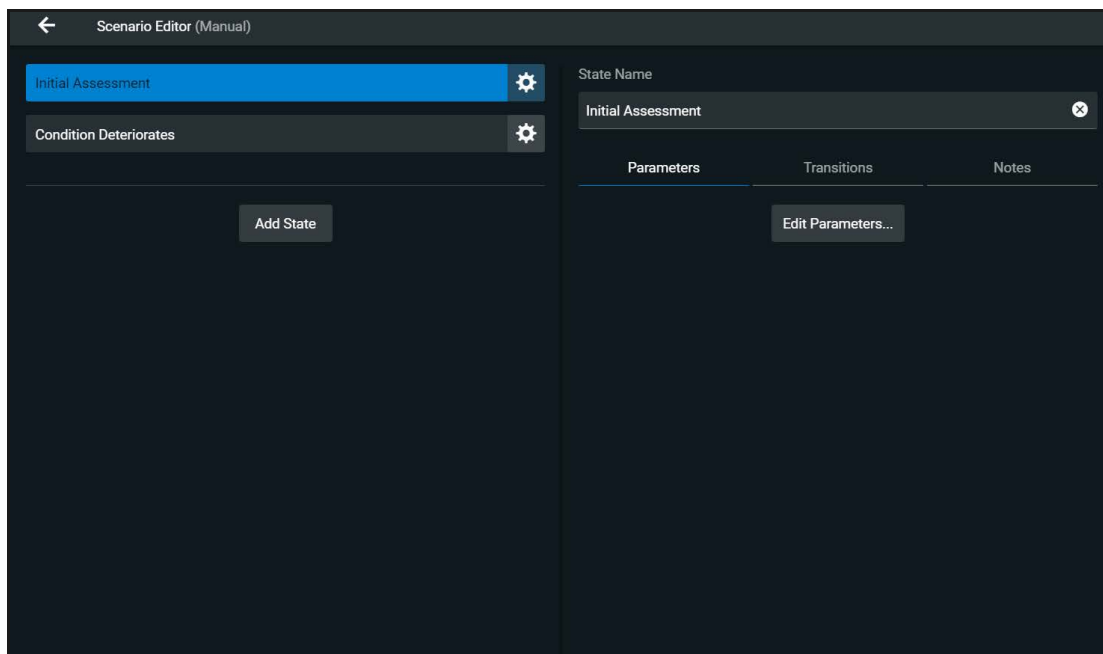 Scenario Editor (Manual)
Initial Assessment
Condition Deteriorates
Add State
State Name
Initial Assessment
Parameters Transitions Notes
Edit Parameters...